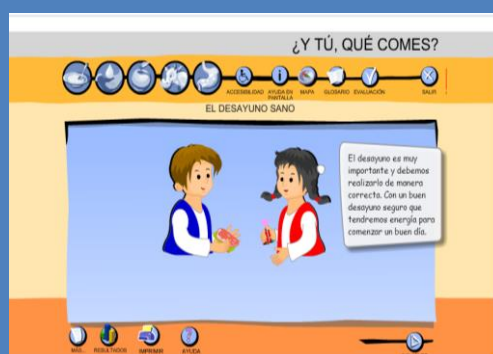 ¿Y TÚ, QUÉ COMES?
ACCESIBILIDAD
AYUDA EN
PANTALLA
MAPA
GLOSARIO
EVALUACIÓN
SALIR
EL DESAYUNO SANO
El desayuno es muy
importante y debemos
realizarlo de manera
correcta. Con un buen
desayuno seguro que
tendremos energía para
comenzar un buen día.
MÁS...
RESULTADOS
IMPRIMIR
AYUDA